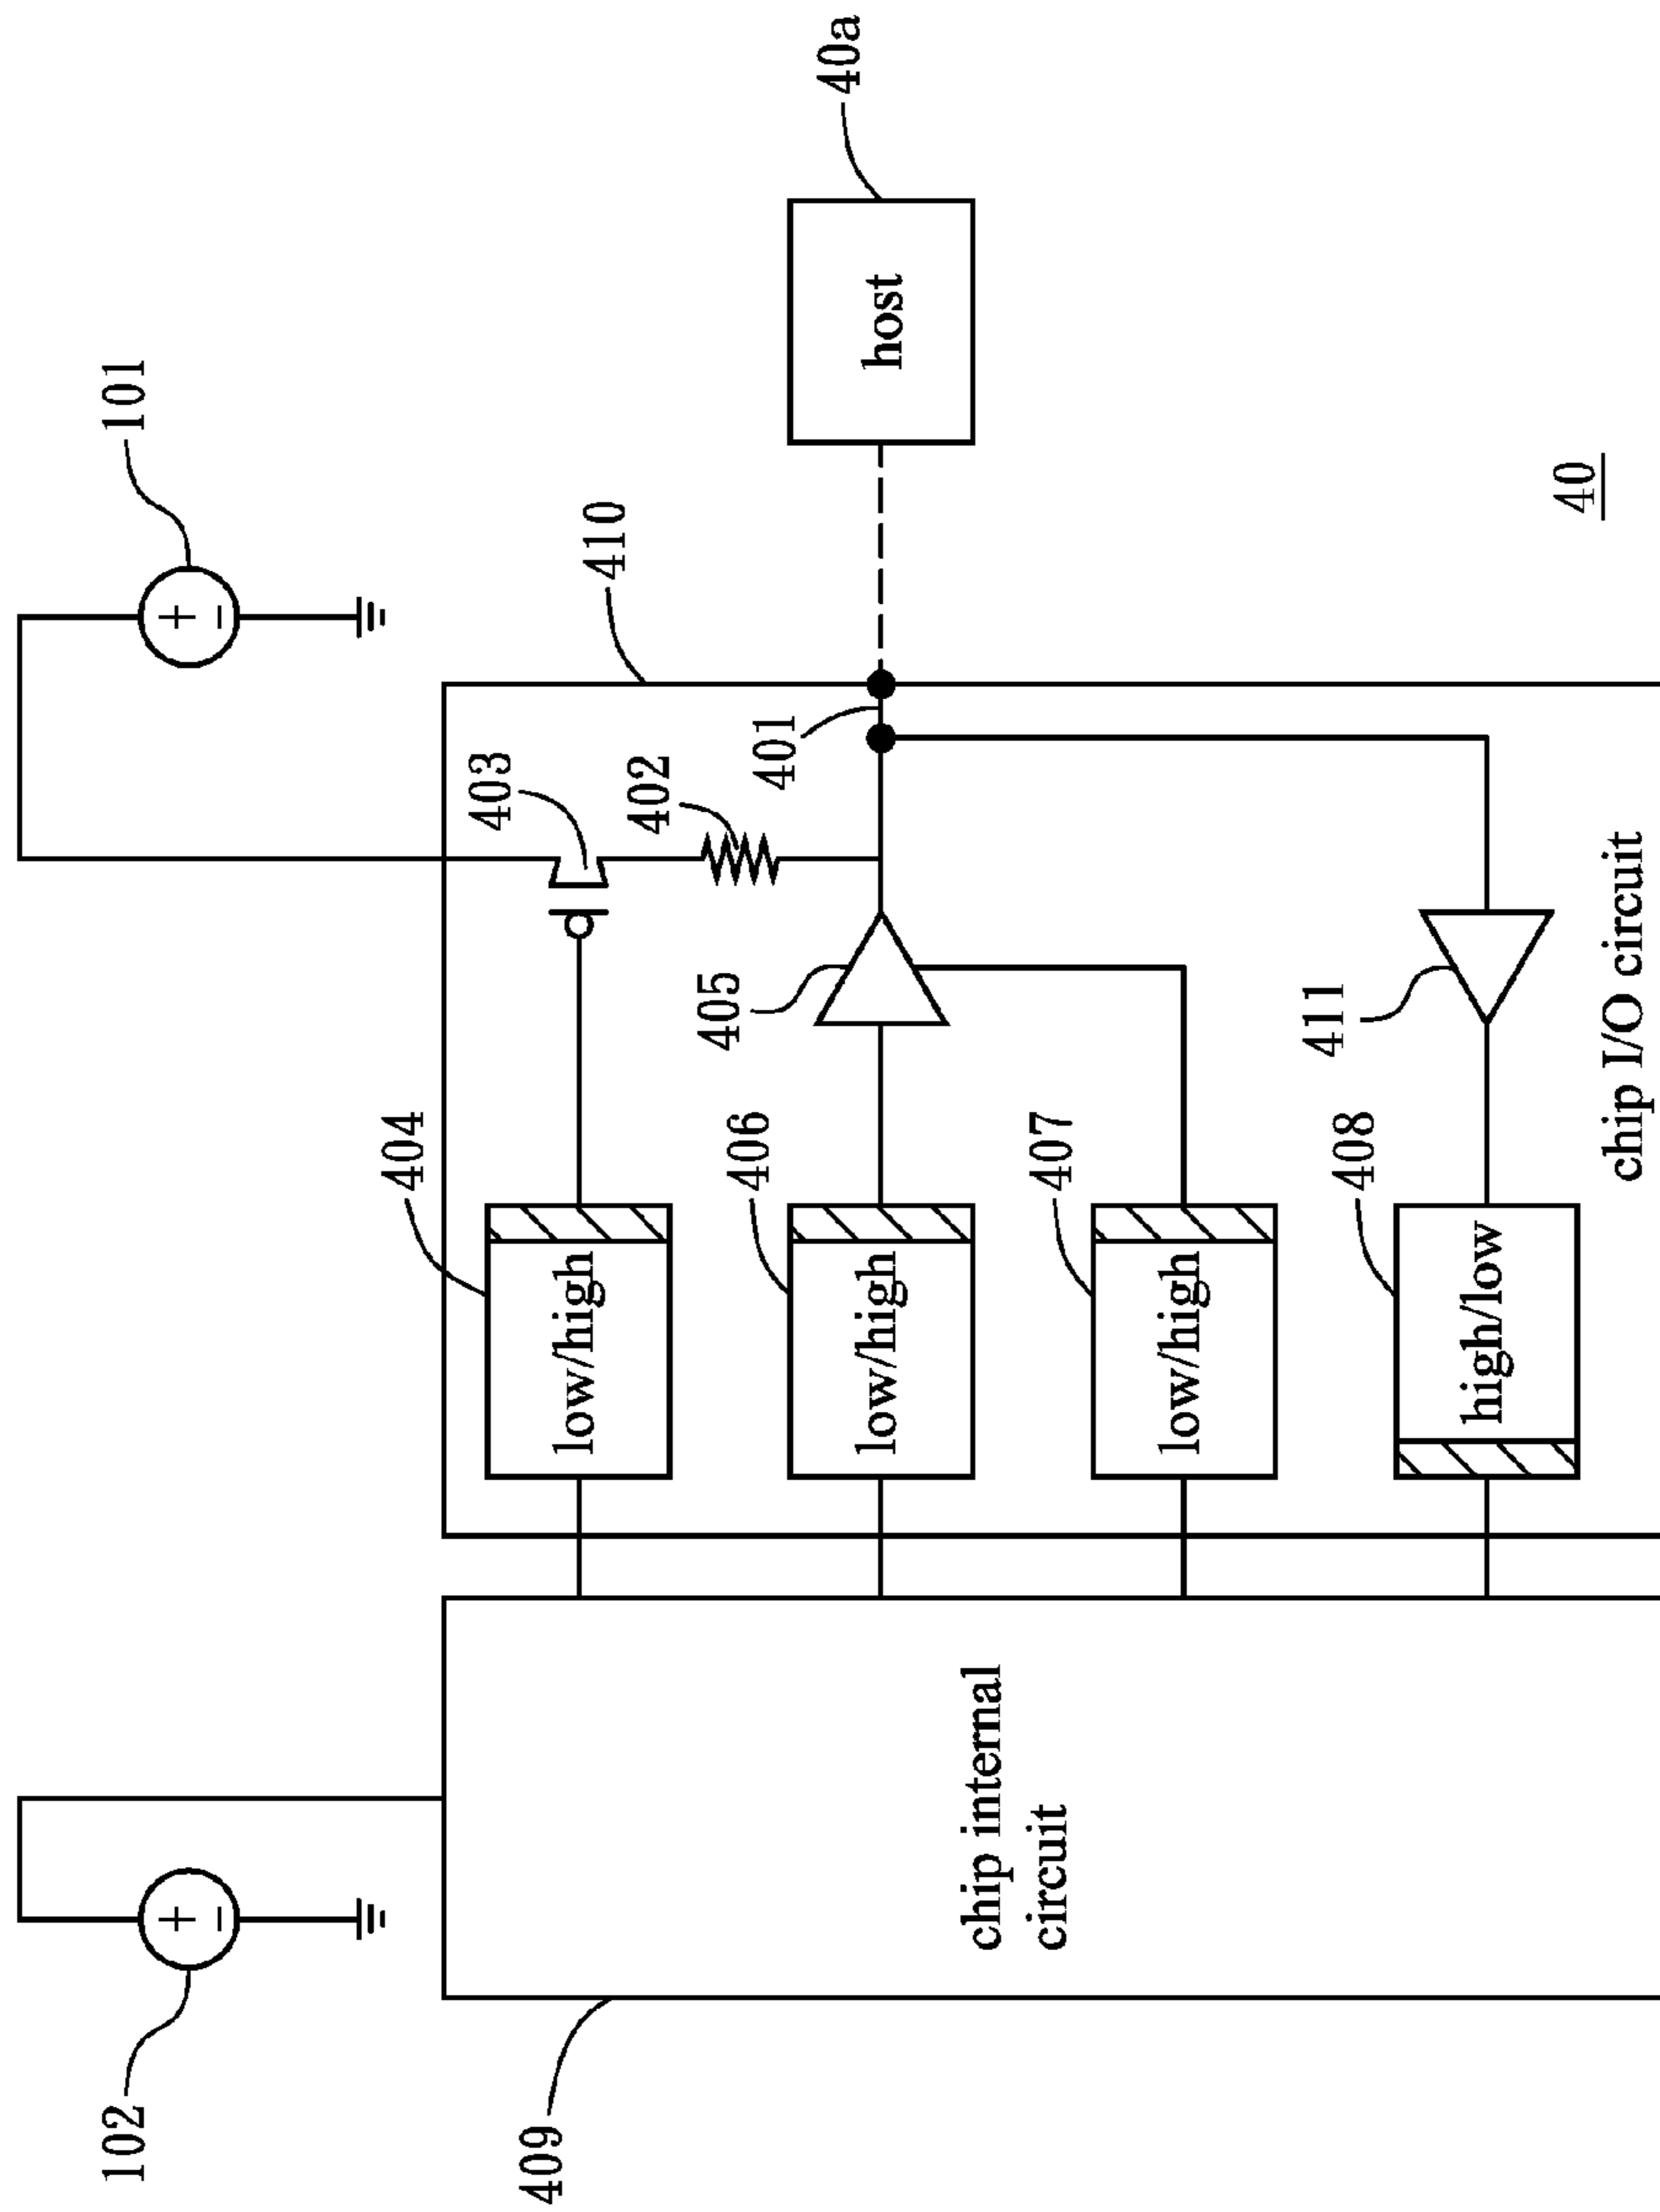 102
101
409
404
410
403
402
low/high
406
405
401
40a
low/high
host
chip internal
circuit
407
low/high
408
411
high/low
40
chip I/O circuit